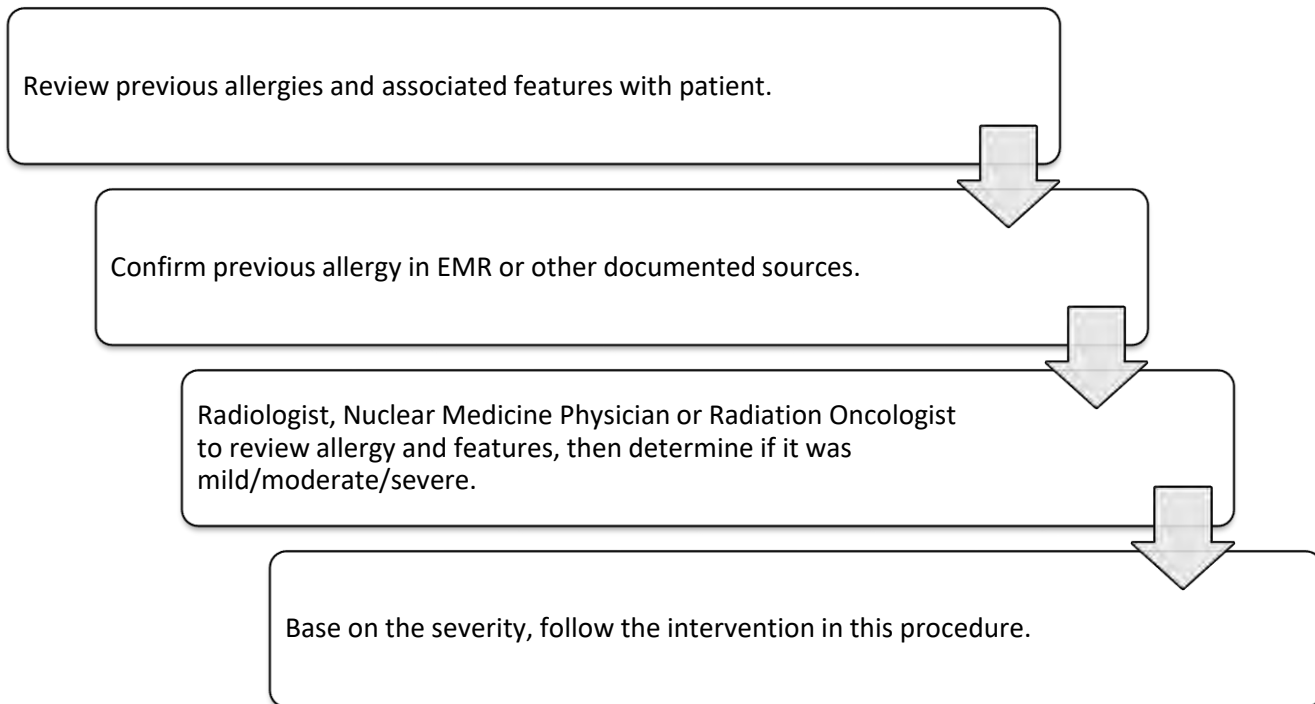 Review previous allergies and associated features with patient.
Confirm previous allergy in EMR or other documented sources.
Radiologist, Nuclear Medicine Physician or Radiation Oncologist
to review allergy and features, then determine if it was
mild/moderate/severe.
Base on the severity, follow the intervention in this procedure.